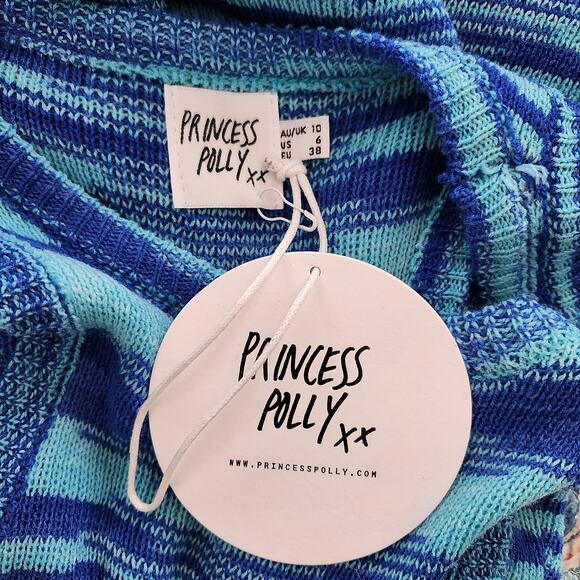 PRINCESS
POLLY xx
AU/UK 10
US 6
EU 38
PRINCESS
POLLY xx
WWW.PRINCESSPOLLY.COM